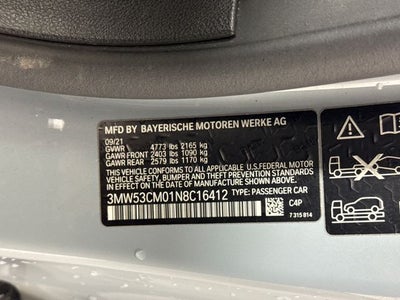 MFD BY BAYERISCHE MOTOREN WERKE AG
09/21
GVWR 4773 lbs 2165 kg
GAWR FRONT 2403 lbs 1090 kg
GAWR REAR 2579 lbs 1170 kg
THIS VEHICLE CONFORMS TO ALL APPLICABLE U.S. FEDERAL MOTOR
VEHICLE SAFETY, BUMPER, AND THEFT PREVENTION STANDARDS
IN EFFECT ON THE DATE OF MANUFACTURE SHOWN ABOVE.
3MW53CM01N8C16412 TYPE: PASSENGER CAR
C4P
7 315 814